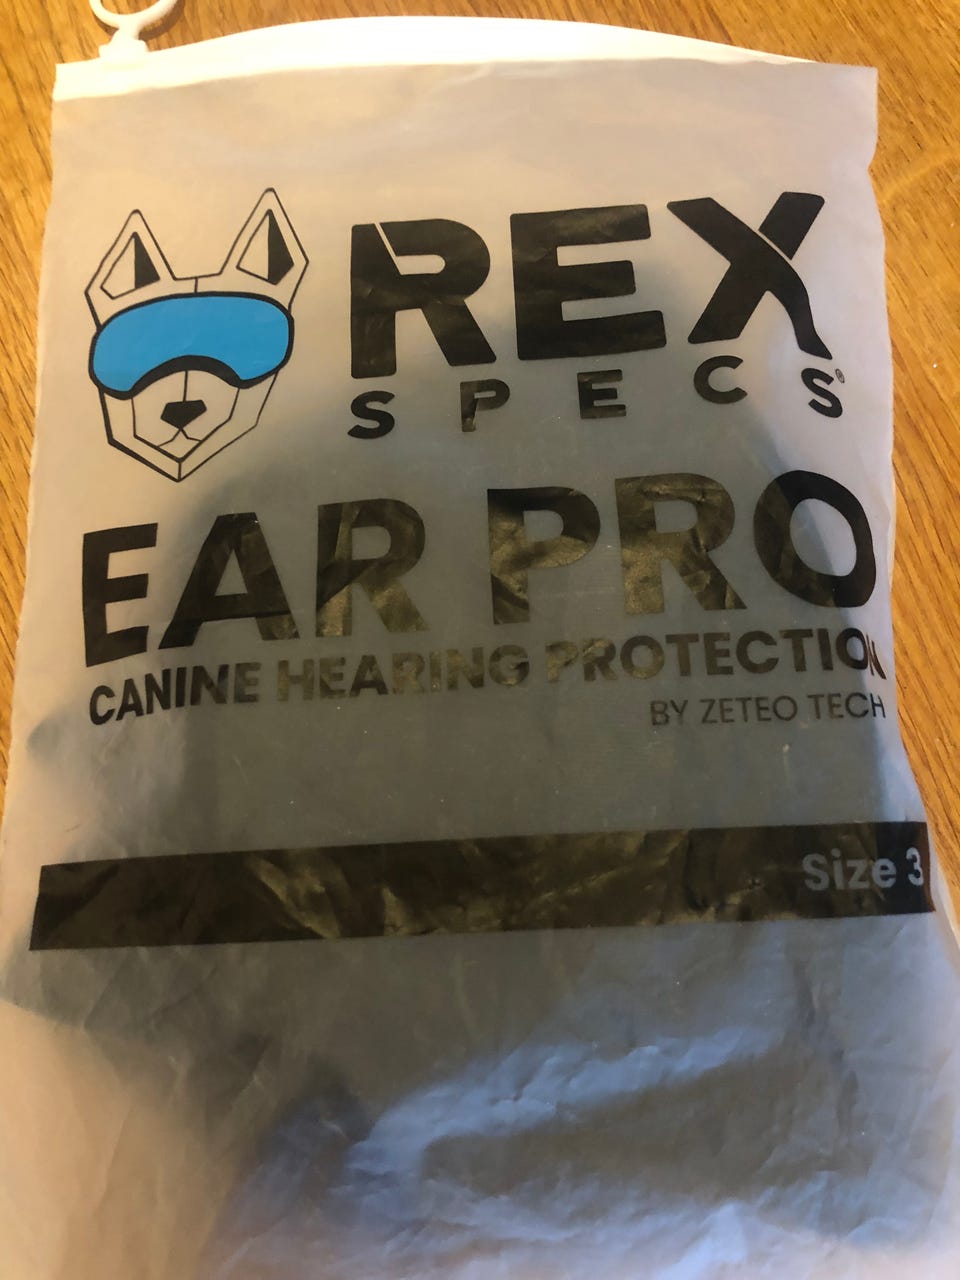 REX
SPECS®
EAR PRO
CANINE HEARING PROTECTION
BY ZETEO TECH
Size 3